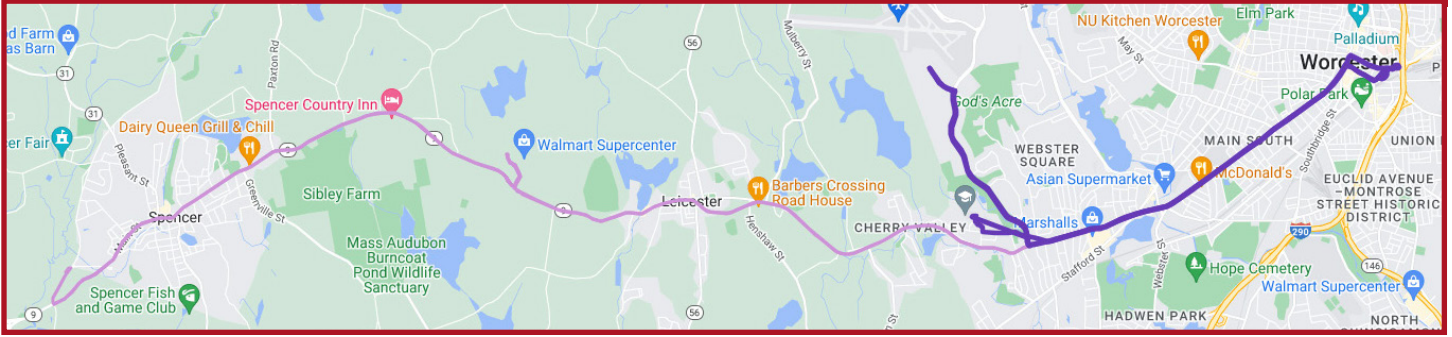 d Farm
as Barn
31
Paxton Rd
56
Mulberry St
NU Kitchen Worcester
May St
Elm Park
Palladium
Worcester
Polar Park
31
Spencer Country Inn
Dairy Queen Grill & Chill
er Fair
Pleasant St
9
Walmart Supercenter
God's Acre
WEBSTER
SQUARE
MAIN SOUTH
Southbridge St
UNION
Asian Supermarket
McDonald's
EUCLID AVENUE
-MONTROSE
STREET HISTORIC
DISTRICT
Sibley Farm
Greenville St
Spencer
Main St
9
Leicester
Barbers Crossing
Road House
Henshaw St
CHERRY VALLEY
Marshalls
Stafford St
Webster St
290
Mass Audubon
Burncoat
Pond Wildlife
Sanctuary
Hope Cemetery
146
Walmart Supercenter
Spencer Fish
and Game Club
9
56
n St
HADWEN PARK
NORTH